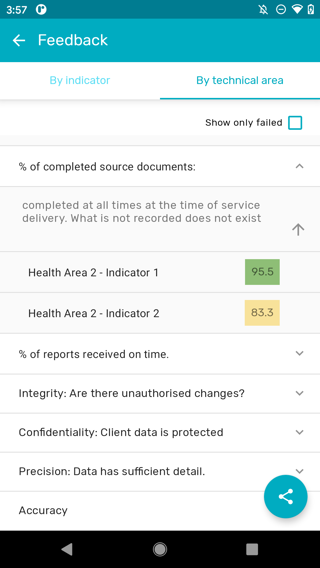 3:57
Feedback
By indicator
By technical area
Show only failed
% of completed source documents:
completed at all times at the time of service
delivery. What is not recorded does not exist
Health Area 2 - Indicator 1
95.5
Health Area 2 - Indicator 2
83.3
% of reports received on time.
Integrity: Are there unauthorised changes?
Confidentiality: Client data is protected
Precision: Data has sufficient detail.
Accuracy